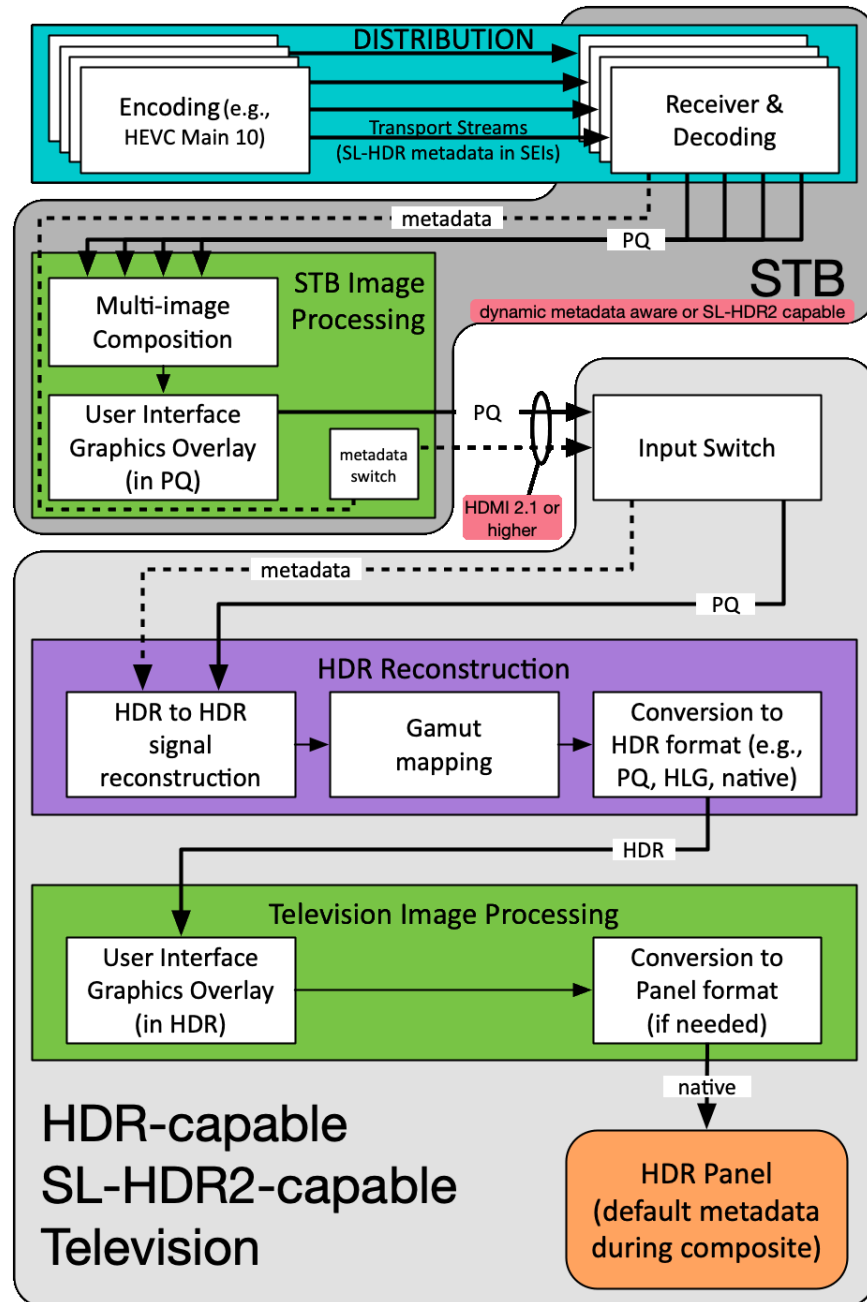 DISTRIBUTION
Encoding (e.g.,
HEVC Main 10)
Transport Streams
(SL-HDR metadata in SEIs)
Receiver &
Decoding
metadata
PQ
STB
dynamic metadata aware or SL-HDR2 capable
STB Image
Processing
Multi-image
Composition
User Interface
Graphics Overlay
(in PQ)
metadata
switch
PQ
HDMI 2.1 or
higher
Input Switch
metadata
PQ
HDR Reconstruction
HDR to HDR
signal
reconstruction
Gamut
mapping
Conversion to
HDR format (e.g.,
PQ, HLG, native)
HDR
Television Image Processing
User Interface
Graphics Overlay
(in HDR)
Conversion to
Panel format
(if needed)
native
HDR-capable
SL-HDR2-capable
Television
HDR Panel
(default metadata
during composite)